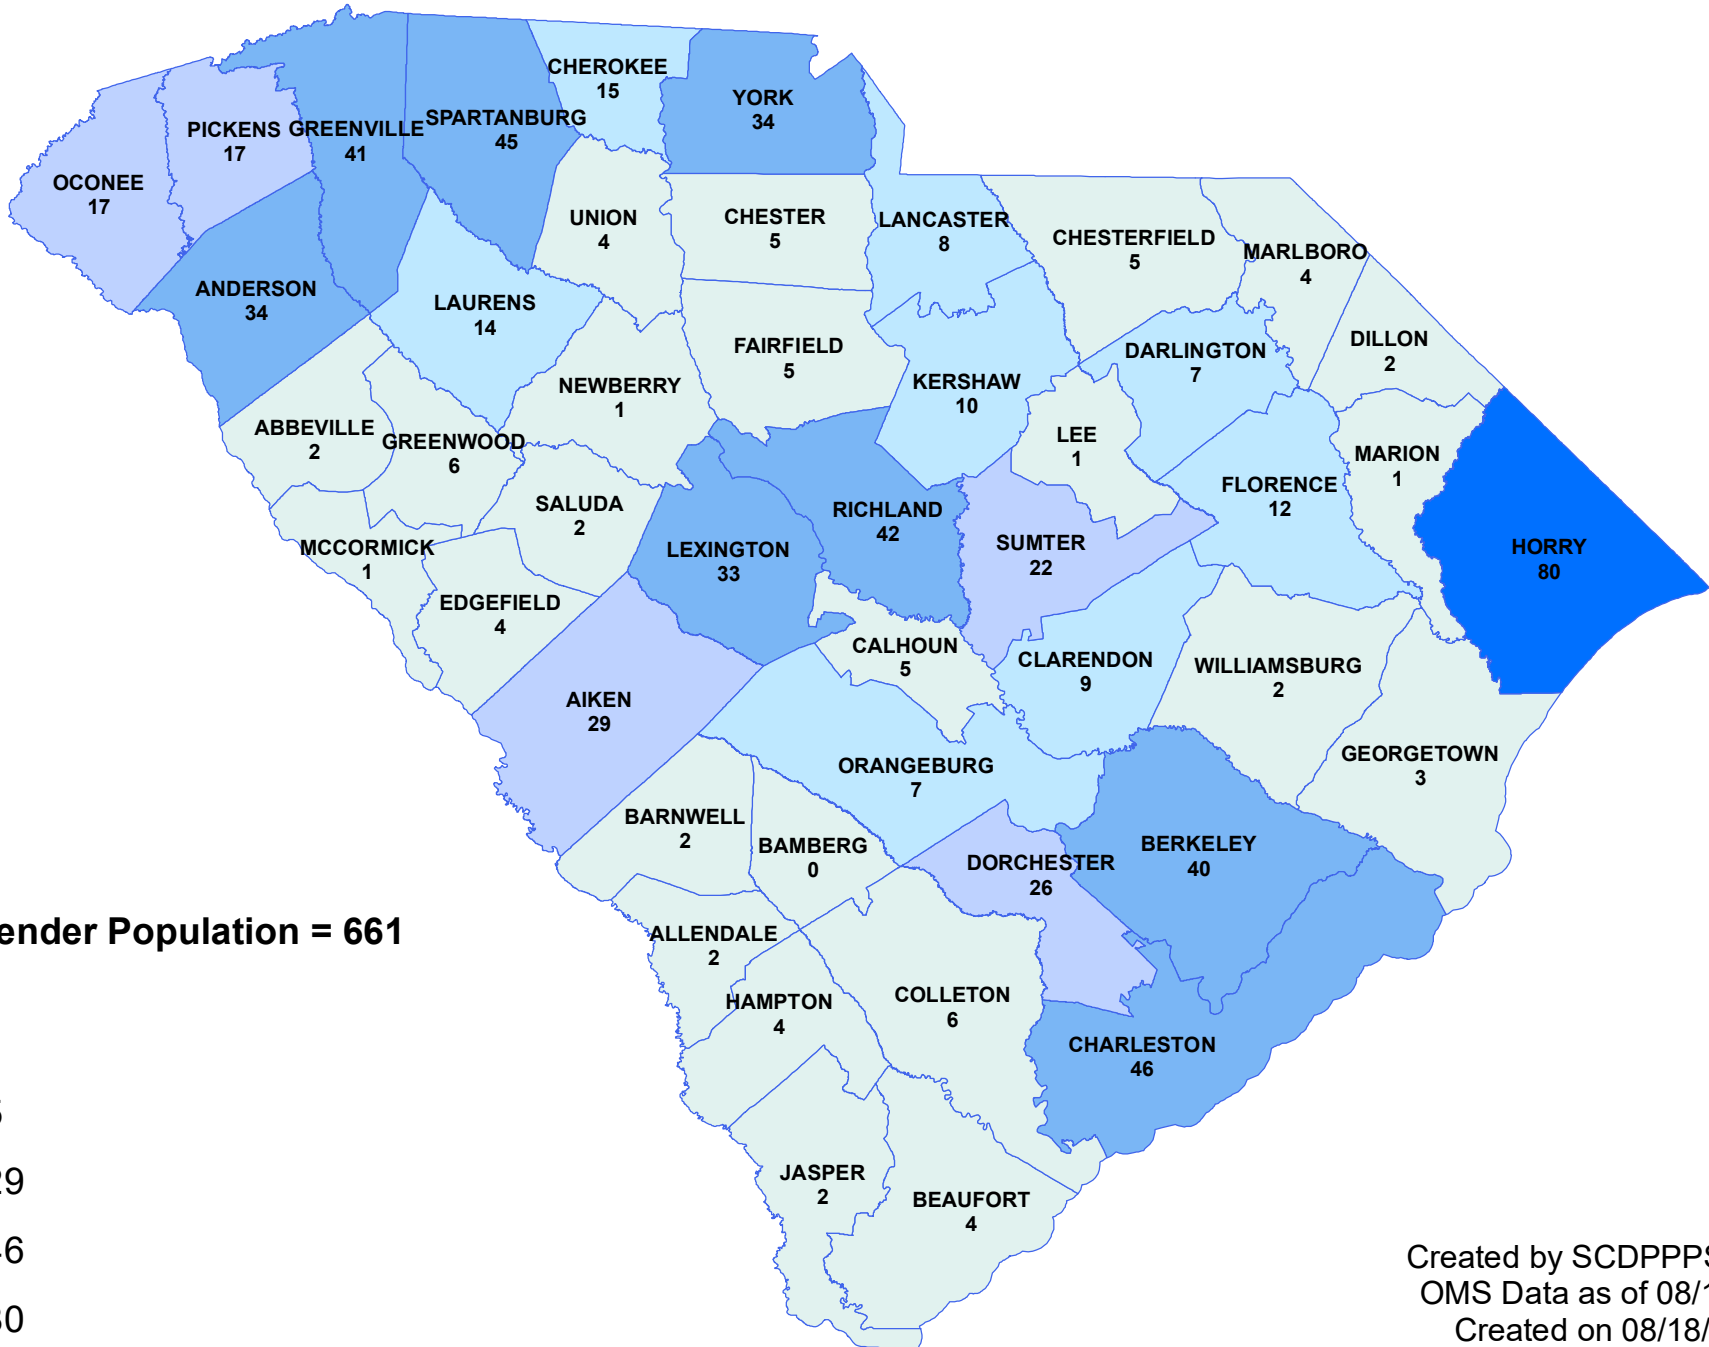 CHEROKEE
15
YORK
34
SPARTANBURG
45
PICKENS
17
GREENVILLE
41
OCONEE
17
UNION
4
CHESTER
5
LANCASTER
8
CHESTERFIELD
5
MARLBORO
4
ANDERSON
34
LAURENS
14
FAIRFIELD
5
DARLINGTON
7
DILLON
2
NEWBERRY
1
KERSHAW
10
ABBEVILLE
2
GREENWOOD
6
LEE
1
MARION
1
FLORENCE
12
SALUDA
2
RICHLAND
42
LEXINGTON
33
SUMTER
22
HORRY
80
MCCORMICK
1
EDGEFIELD
4
CALHOUN
5
CLARENDON
9
WILLIAMSBURG
2
AIKEN
29
GEORGETOWN
3
ORANGEBURG
7
BARNWELL
2
BAMBERG
0
DORCHESTER
26
BERKELEY
40
ender Population = 661
ALLENDALE
2
HAMPTON
4
COLLETON
6
CHARLESTON
46
JASPER
2
BEAUFORT
4
29
46
Created by SCDPPPS
OMS Data as of 08/1
Created on 08/18/